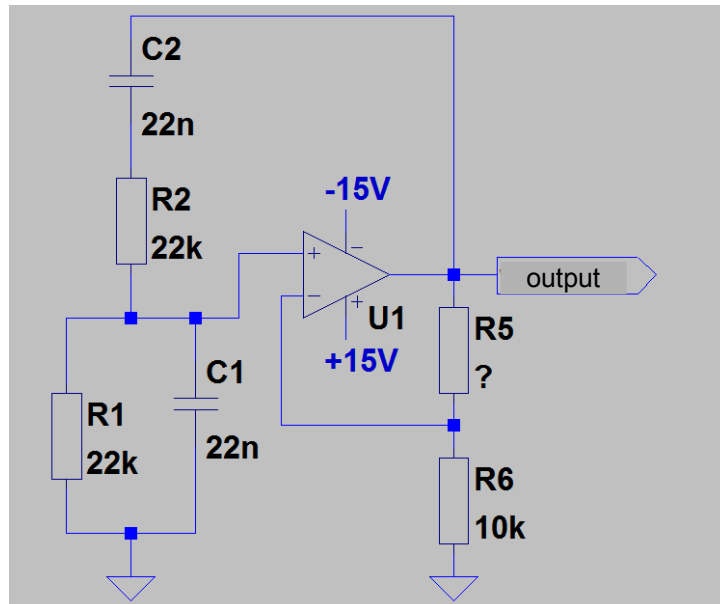 C2
22n
R2
22k
-15V
+
−
−
+
U1
+15V
output
R5
?
C1
22n
R1
22k
R6
10k